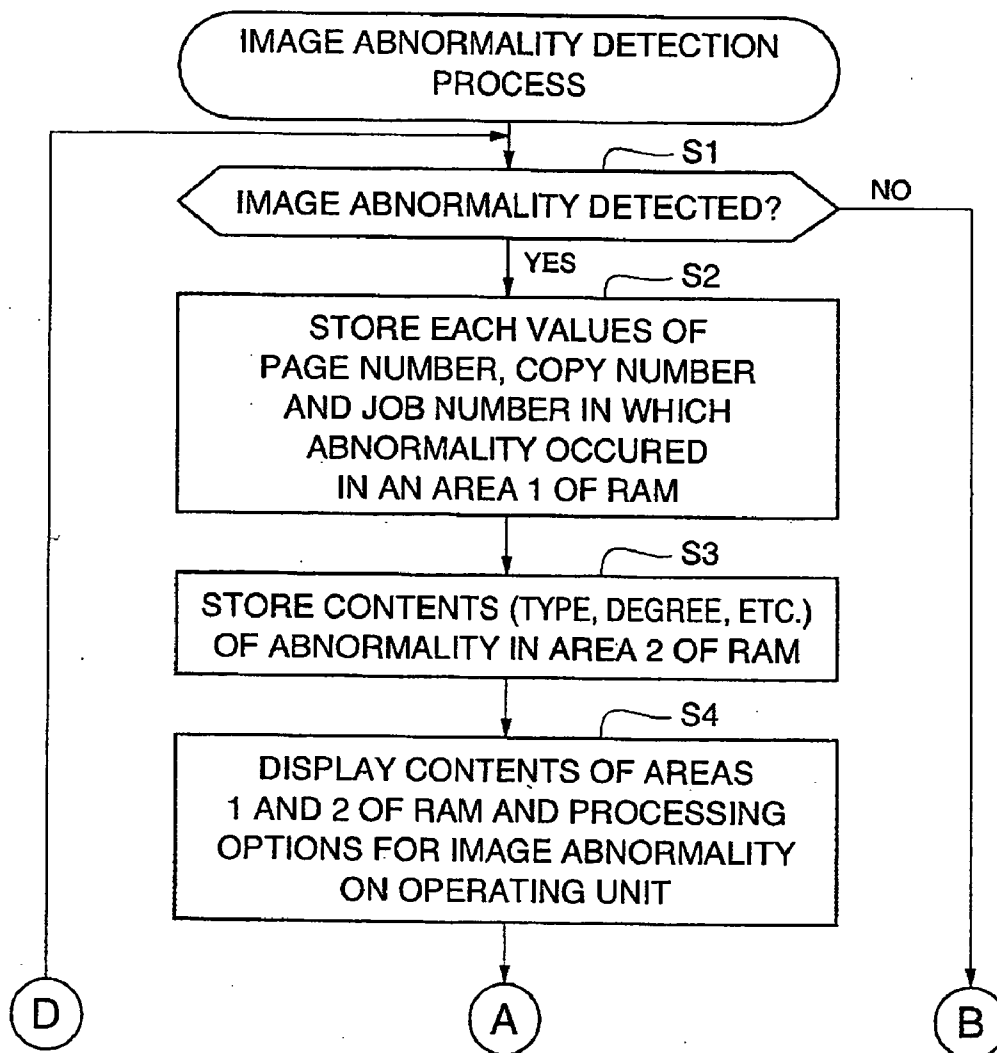 IMAGE ABNORMALITY DETECTION
PROCESS
S1
IMAGE ABNORMALITY DETECTED?
NO
YES
S2
STORE EACH VALUES OF
PAGE NUMBER, COPY NUMBER
AND JOB NUMBER IN WHICH
ABNORMALITY OCCURED
IN AN AREA 1 OF RAM
S3
STORE CONTENTS (TYPE, DEGREE, ETC.)
OF ABNORMALITY IN AREA 2 OF RAM
S4
DISPLAY CONTENTS OF AREAS
1 AND 2 OF RAM AND PROCESSING
OPTIONS FOR IMAGE ABNORMALITY
ON OPERATING UNIT
D
A
B